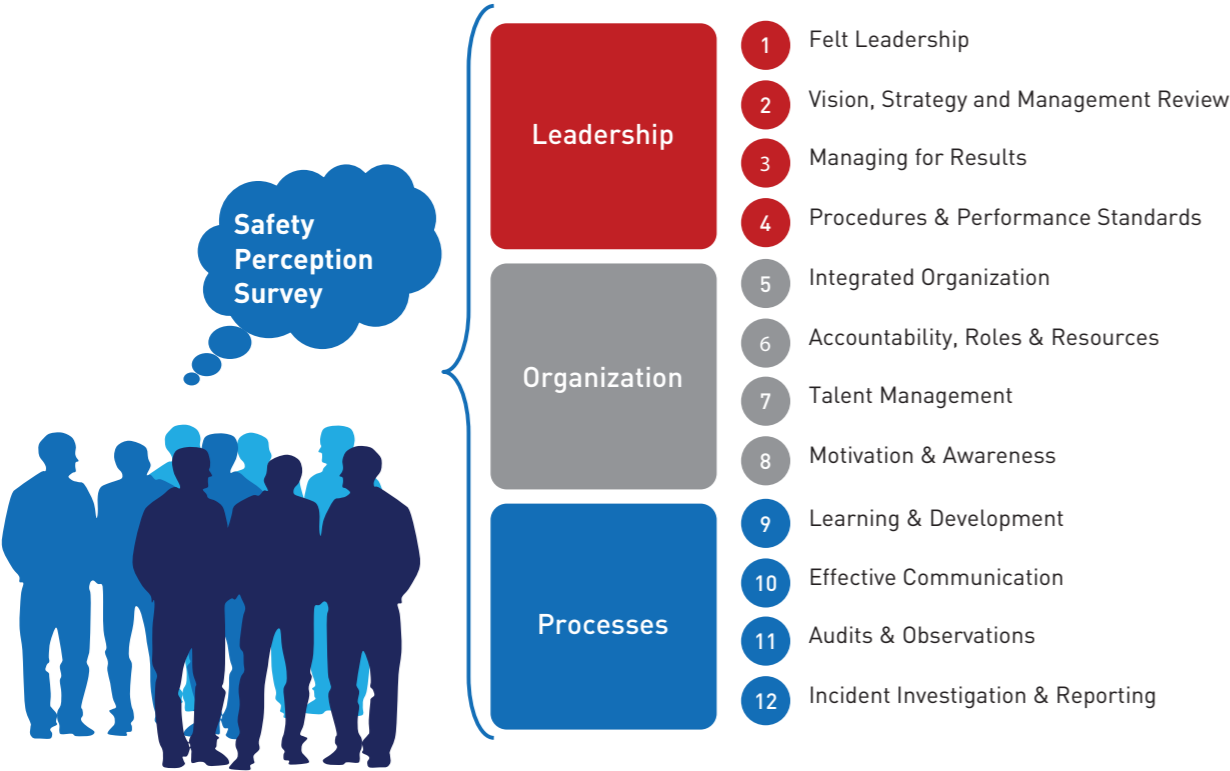 Safety
Perception
Survey
Leadership
1 Felt Leadership
2 Vision, Strategy and Management Review
3 Managing for Results
4 Procedures & Performance Standards
Organization
5 Integrated Organization
6 Accountability, Roles & Resources
7 Talent Management
8 Motivation & Awareness
Processes
9 Learning & Development
10 Effective Communication
11 Audits & Observations
12 Incident Investigation & Reporting